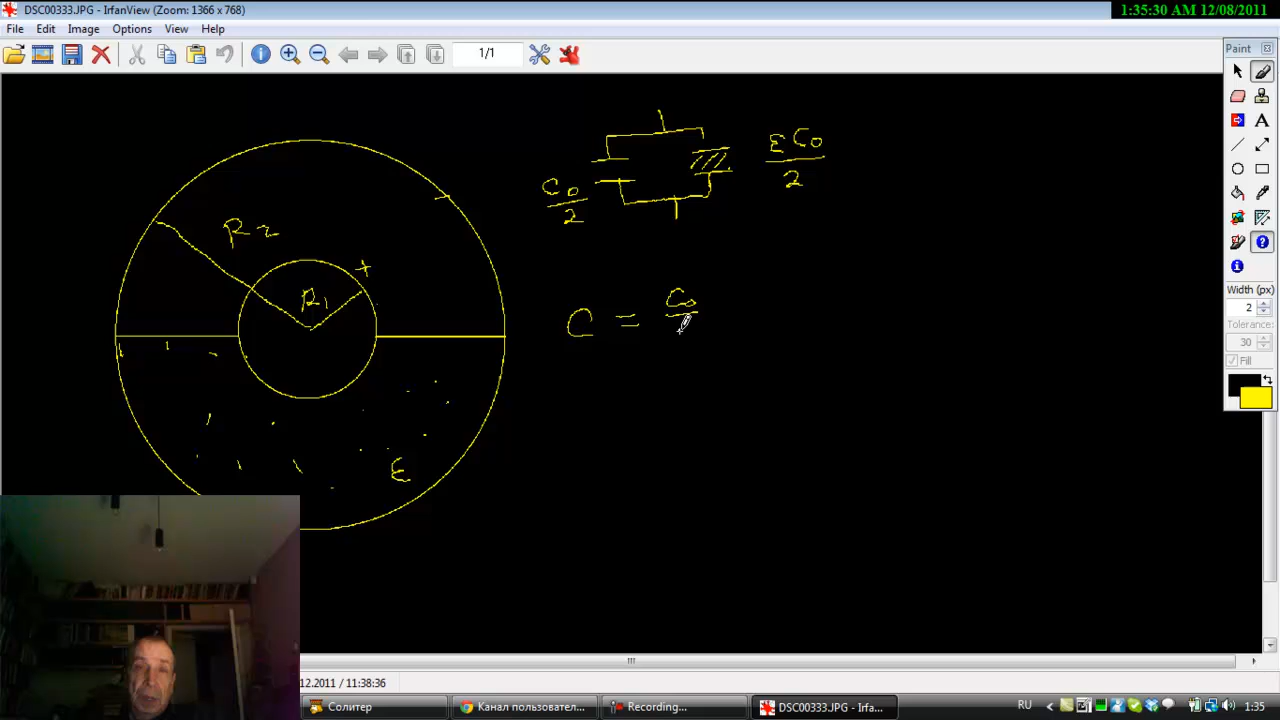 DSC00333.JPG - IrfanView (Zoom: 1366 x 768)
1:35:30 AM 12/08/2011
File Edit Image Options View Help
1/1
Paint
Width (px)
2
Tolerance:
30
Fill
R2
R1
+
ε
C0/2
εC0/2
C = C0
12.2011 / 11:38:36
Солитер
Канал пользовател...
Recording...
DSC00333.JPG - Irfa...
RU
1:35